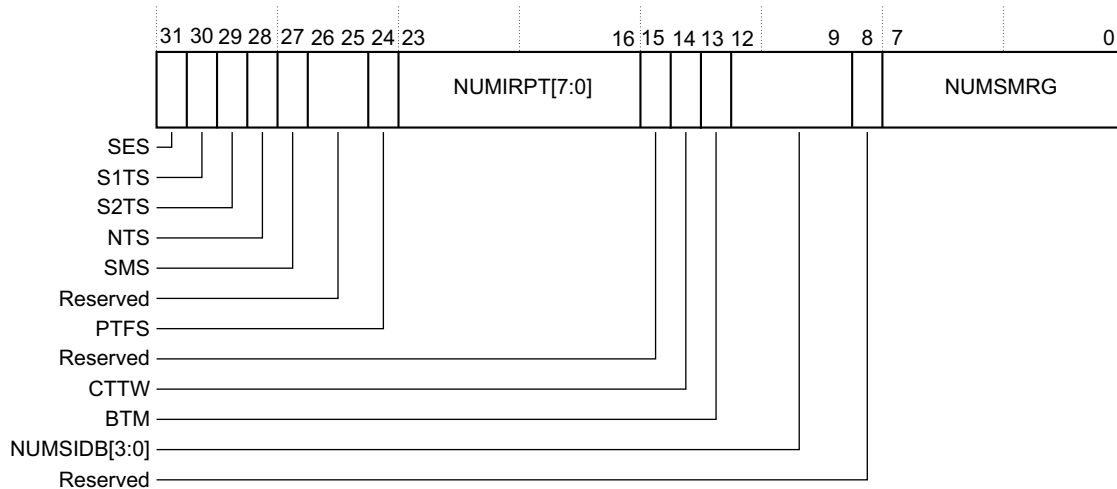 31 30 29 28 27 26 25 24 23 16 15 14 13 12 9 8 7 0
NUMIRPT[7:0] NUMSMRG
SES
S1TS
S2TS
NTS
SMS
Reserved
PTFS
Reserved
CTTW
BTM
NUMSIDB[3:0]
Reserved